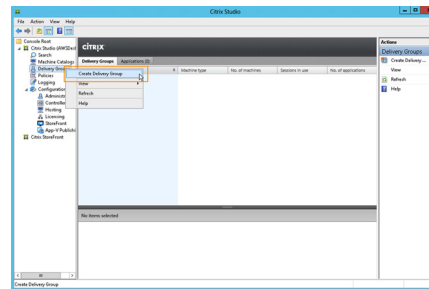 Citrix Studio
File Action View Help
Console Root
Citrix Studio (AWSXenl
Search
Machine Catalogs
Delivery Group
Policies
Logging
Configuration
Administr
Controller
Hosting
Licensing
StoreFront
App-V Publishi
Citrix StoreFront
CITRIX
Delivery Groups Applications (0)
Machine type No. of machines Sessions in use No. of applications
Create Delivery Group
View
Refresh
Help
No items selected
Actions
Delivery Groups
Create Delivery ...
View
Refresh
Help
Create Delivery Group